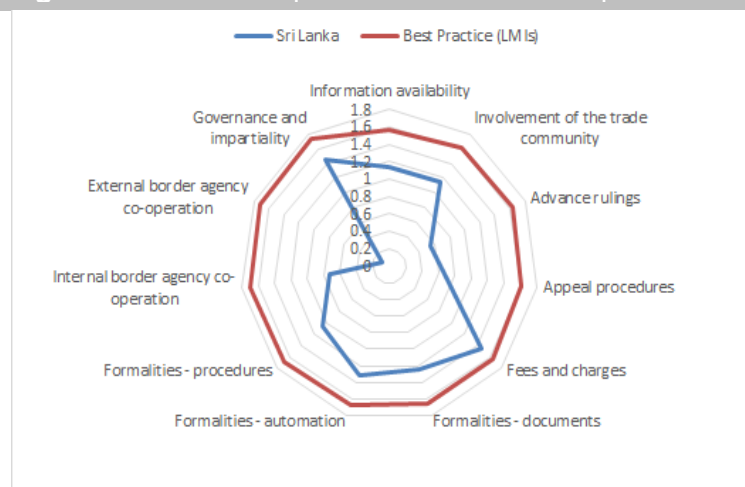 Sri Lanka
Best Practice (LMIs)
Information availability
Governance and
impartiality
Involvement of the trade
community
External border agency
co-operation
Advance rulings
Internal border agency co-
operation
Appeal procedures
Formalities - procedures
Fees and charges
Formalities - automation
Formalities - documents
1.8
1.6
1.4
1.2
1
0.8
0.6
0.4
0.2
0